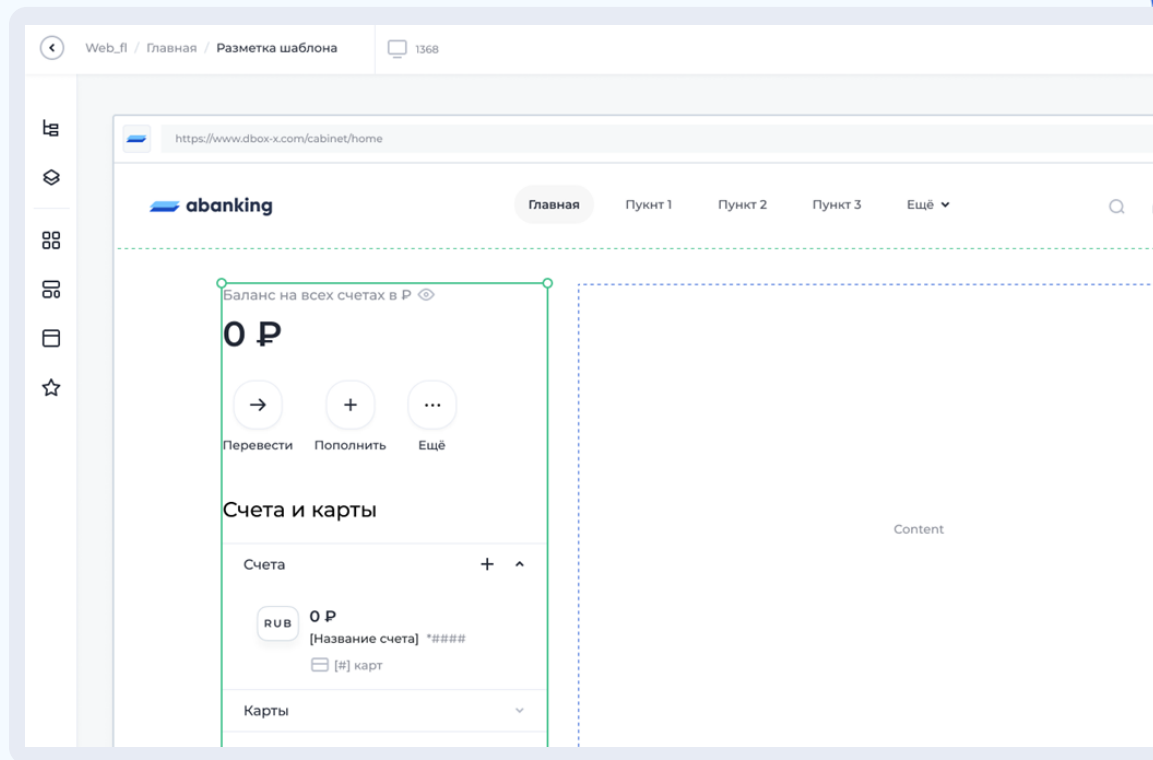 Web_fl / Главная / Разметка шаблона 1368
https://www.dbox-x.com/cabinet/home
abanking Главная Пукнт 1 Пункт 2 Пункт 3 Ещё
Баланс на всех счетах в ₽
0 ₽
Перевести Пополнить Ещё
Счета и карты
Счета
RUB 0 ₽
[Название счета] *####
[#] карт
Карты
Content